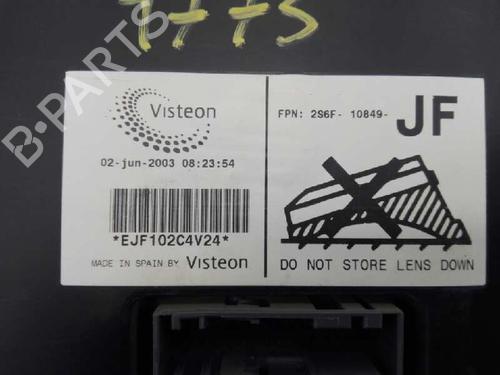 7773
B-PARTS
Visteon
02-jun-2003 08:23:54
*EJF102C4V24*
MADE IN SPAIN BY Visteon
FPN: 2S6F- 10849- JF
DO NOT STORE LENS DOWN